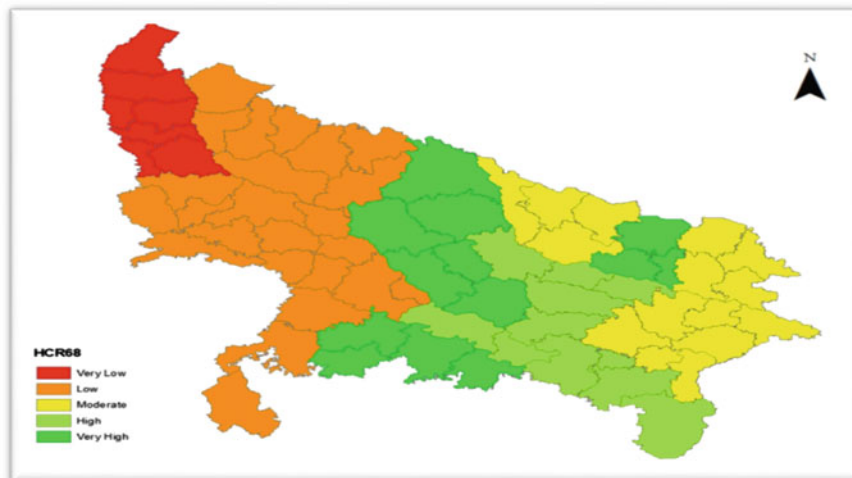 N
HCR68
Very Low
Low
Moderate
High
Very High